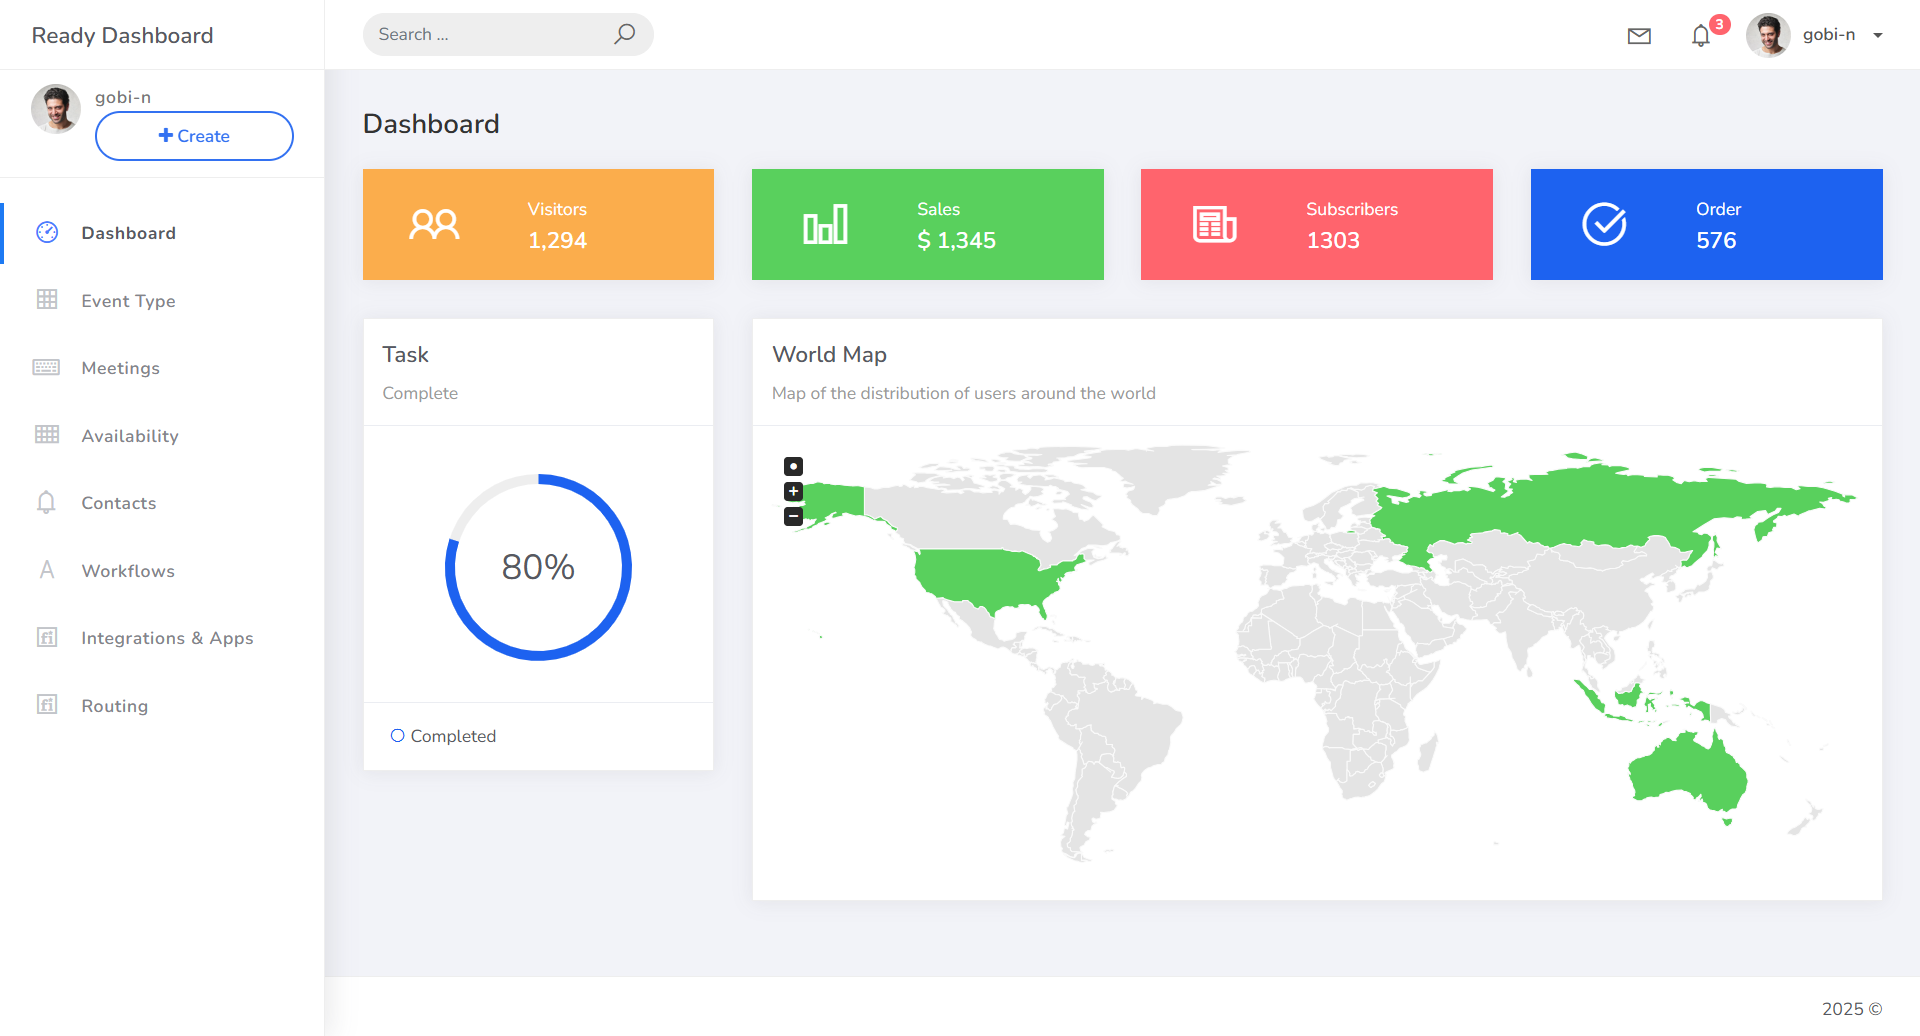 Ready Dashboard
Search ...
3
gobi-n
gobi-n
Create
Dashboard
Event Type
Meetings
Availability
Contacts
Workflows
Integrations & Apps
Routing
Dashboard
Visitors
1,294
Sales
$ 1,345
Subscribers
1303
Order
576
Task
Complete
80%
Completed
World Map
Map of the distribution of users around the world
2025 ©